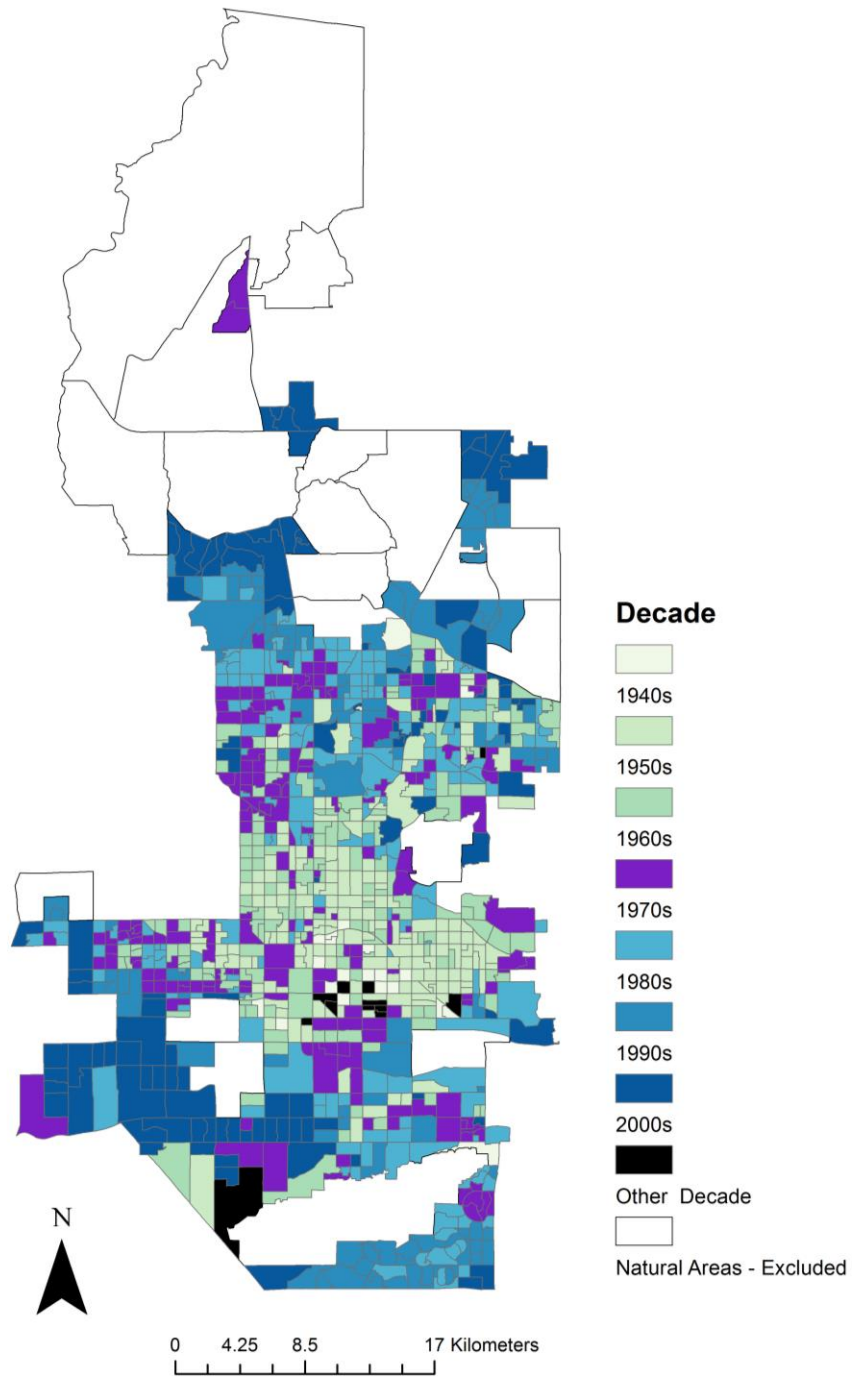 Decade
1940s
1950s
1960s
1970s
1980s
1990s
2000s
Other Decade
Natural Areas - Excluded
N
0 4.25 8.5 17 Kilometers